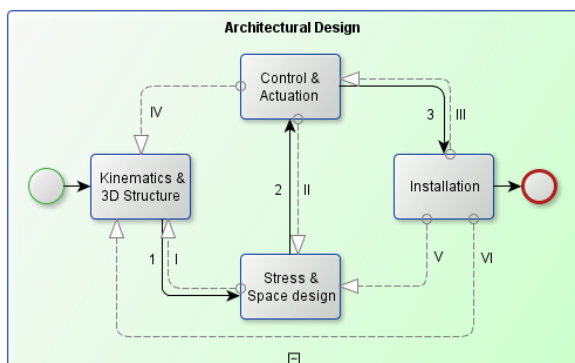 Architectural Design
Control &
Actuation
IV
3
III
Kinematics &
3D Structure
2
II
Installation
1
I
Stress &
Space design
V
VI